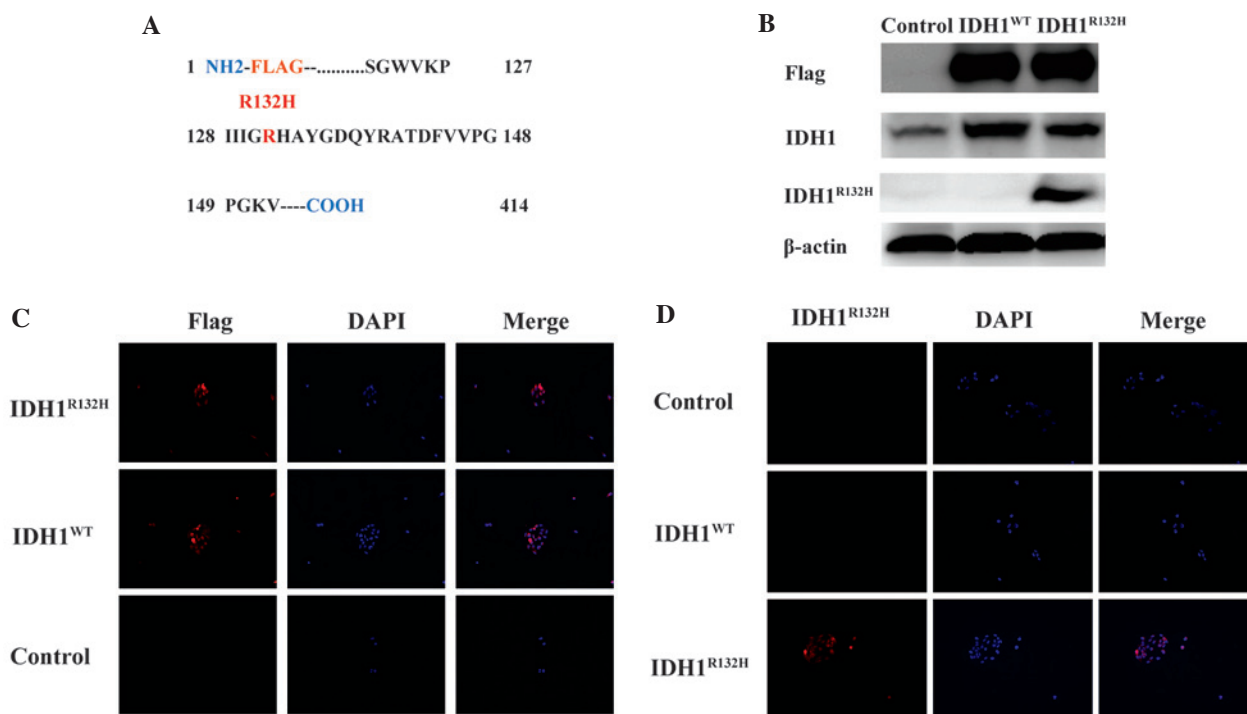 A
1 NH2-FLAG--..........SGWVKP 127
R132H
128 IIIGRHAYGDQYRATDFVVPG 148
149 PGKV----COOH 414
B
Control IDH1WT IDH1R132H
Flag
IDH1
IDH1R132H
β-actin
C
Flag DAPI Merge
IDH1R132H
IDH1WT
Control
D
IDH1R132H DAPI Merge
Control
IDH1WT
IDH1R132H